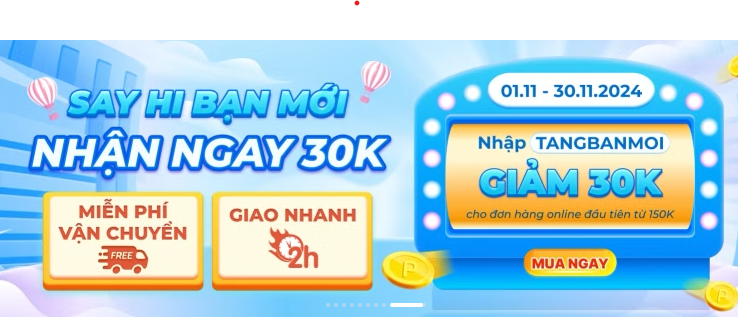 SAY HI BẠN MỚI
NHẬN NGAY 30K
MIỄN PHÍ
VẬN CHUYỂN
FREE
GIAO NHANH
2h
01.11 - 30.11.2024
Nhập TANGBANMOI
GIẢM 30K
cho đơn hàng online đầu tiên từ 150K
MUA NGAY
P
P